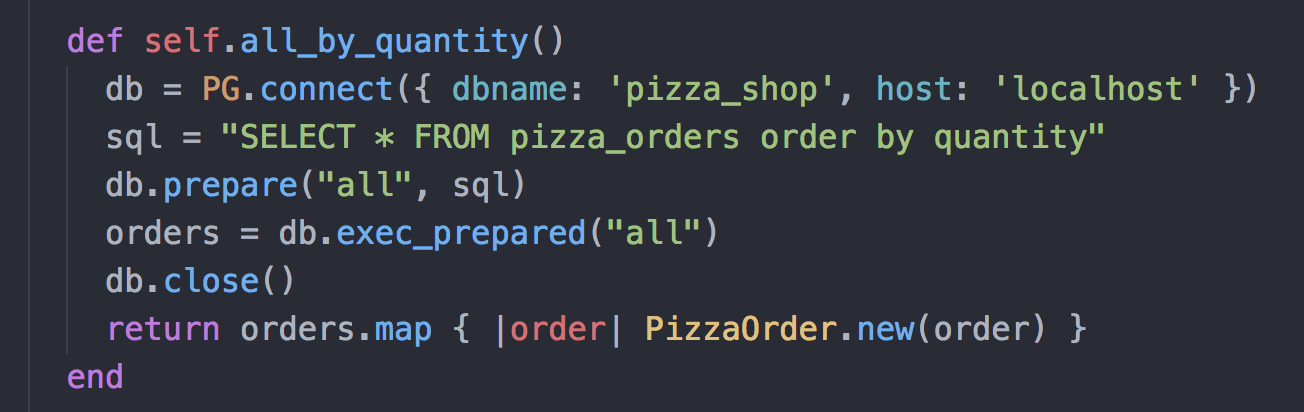 def self.all_by_quantity()
  db = PG.connect({ dbname: 'pizza_shop', host: 'localhost' })
  sql = "SELECT * FROM pizza_orders order by quantity"
  db.prepare("all", sql)
  orders = db.exec_prepared("all")
  db.close()
  return orders.map { |order| PizzaOrder.new(order) }
end